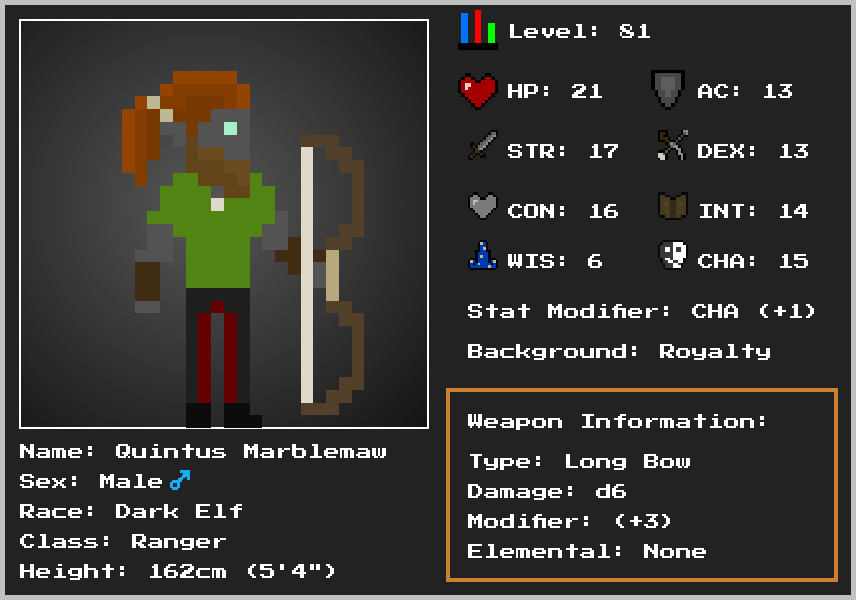 Level: 81
HP: 21 AC: 13
STR: 17 DEX: 13
CON: 16 INT: 14
WIS: 6 CHA: 15
Stat Modifier: CHA (+1)
Background: Royalty
Weapon Information:
Type: Long Bow
Damage: d6
Modifier: (+3)
Elemental: None
Name: Quintus Marblemaw
Sex: Male ♂
Race: Dark Elf
Class: Ranger
Height: 162cm (5'4")